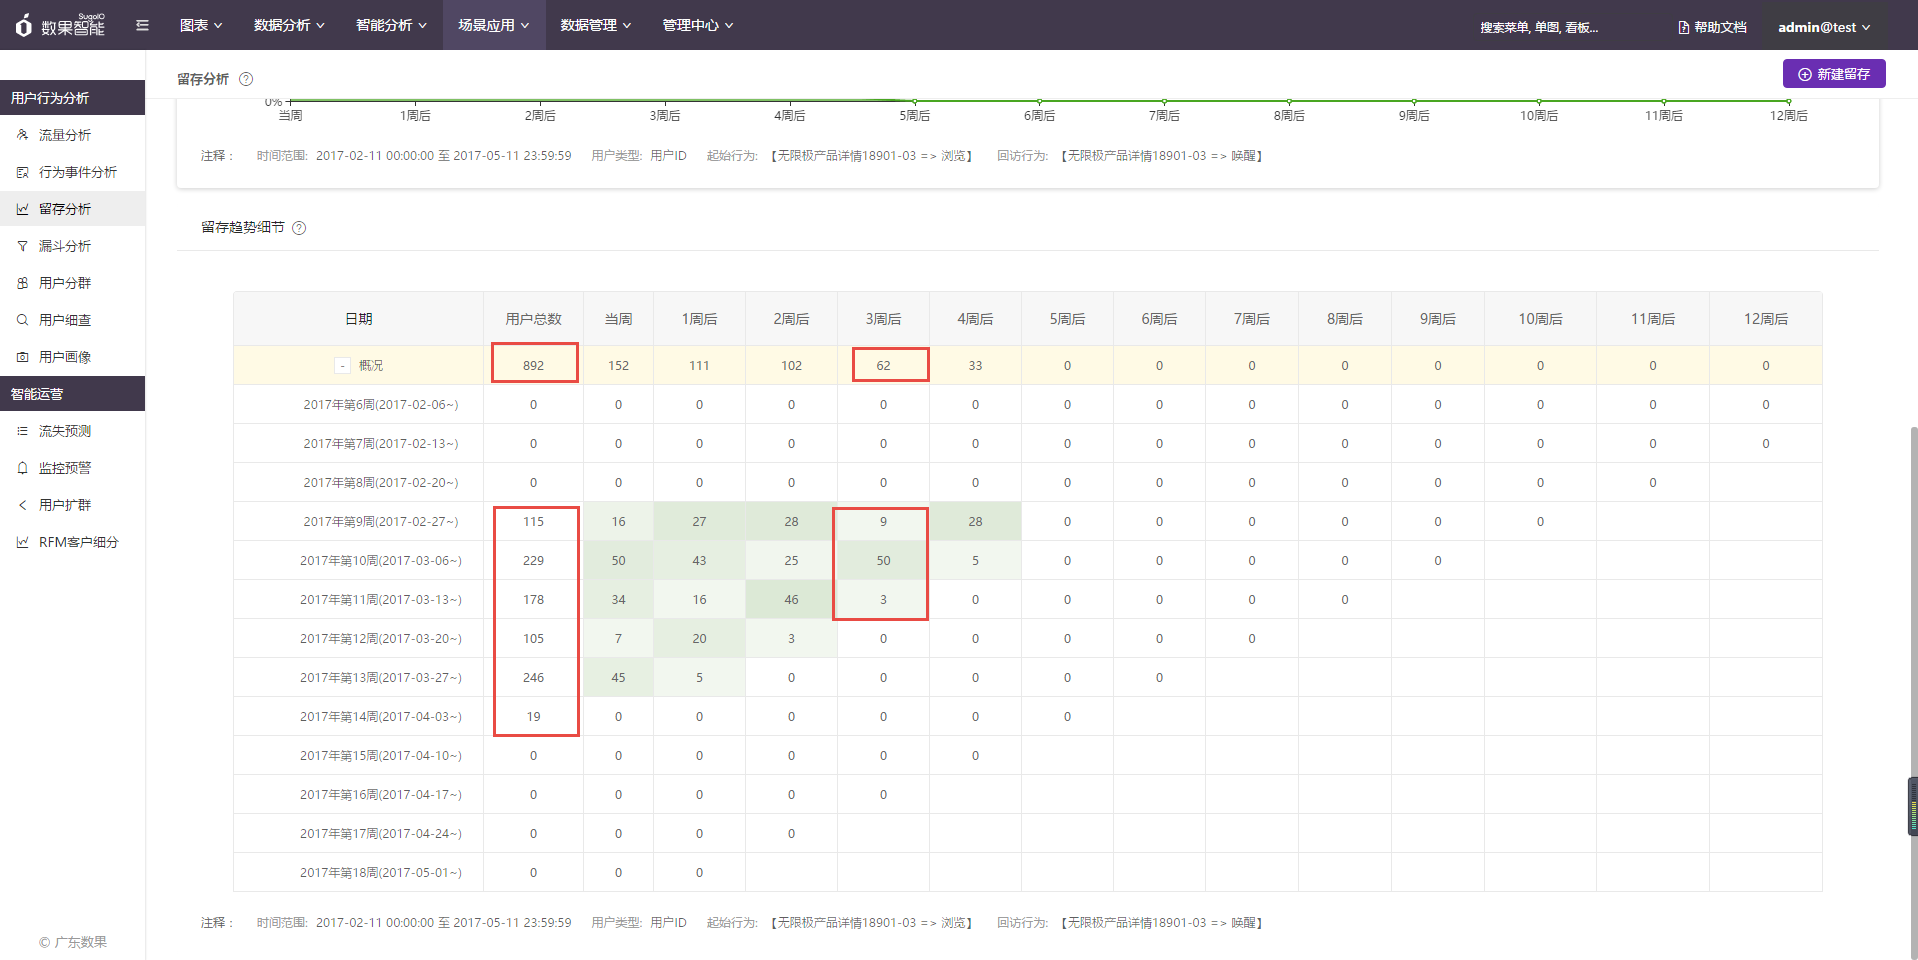 SugoIO
数果智能 图表 数据分析 智能分析 场景应用 数据管理 管理中心 搜索菜单, 单图, 看板... 帮助文档 admin@test
用户行为分析
流量分析
行为事件分析
留存分析
漏斗分析
用户分群
用户细查
用户画像
智能运营
流失预测
监控预警
用户扩群
RFM客户细分
© 广东数果
留存分析 ? 新建留存
0%
当周 1周后 2周后 3周后 4周后 5周后 6周后 7周后 8周后 9周后 10周后 11周后 12周后
注释： 时间范围: 2017-02-11 00:00:00 至 2017-05-11 23:59:59 用户类型: 用户ID 起始行为: 【无限极产品详情18901-03 => 浏览】 回访行为: 【无限极产品详情18901-03 => 唤醒】
留存趋势细节 ?
日期 用户总数 当周 1周后 2周后 3周后 4周后 5周后 6周后 7周后 8周后 9周后 10周后 11周后 12周后
- 概况 892 152 111 102 62 33 0 0 0 0 0 0 0 0
2017年第6周(2017-02-06~) 0 0 0 0 0 0 0 0 0 0 0 0 0 0
2017年第7周(2017-02-13~) 0 0 0 0 0 0 0 0 0 0 0 0 0 0
2017年第8周(2017-02-20~) 0 0 0 0 0 0 0 0 0 0 0 0 0
2017年第9周(2017-02-27~) 115 16 27 28 9 28 0 0 0 0 0 0
2017年第10周(2017-03-06~) 229 50 43 25 50 5 0 0 0 0 0
2017年第11周(2017-03-13~) 178 34 16 46 3 0 0 0 0 0
2017年第12周(2017-03-20~) 105 7 20 3 0 0 0 0 0
2017年第13周(2017-03-27~) 246 45 5 0 0 0 0 0
2017年第14周(2017-04-03~) 19 0 0 0 0 0 0
2017年第15周(2017-04-10~) 0 0 0 0 0 0
2017年第16周(2017-04-17~) 0 0 0 0 0
2017年第17周(2017-04-24~) 0 0 0 0
2017年第18周(2017-05-01~) 0 0 0
注释： 时间范围: 2017-02-11 00:00:00 至 2017-05-11 23:59:59 用户类型: 用户ID 起始行为: 【无限极产品详情18901-03 => 浏览】 回访行为: 【无限极产品详情18901-03 => 唤醒】